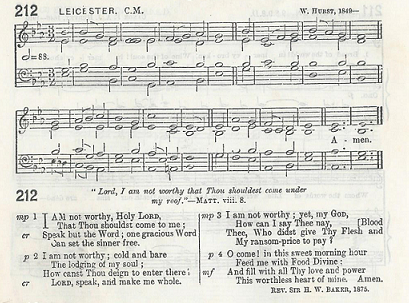 212 LEICESTER. C.M. W. HURST, 1849—
♩=88.
A - men.
212
"Lord, I am not worthy that Thou shouldest come under
my roof."—MATT. viii. 8.
mp 1 I AM not worthy, Holy LORD,
That Thou shouldst come to me;
cr Speak but the Word; one gracious Word
Can set the sinner free.
p 2 I am not worthy; cold and bare
The lodging of my soul;
How canst Thou deign to enter there?
cr LORD, speak, and make me whole.
mp 3 I am not worthy; yet, my GOD,
How can I say Thee nay,
Thee, Who didst give Thy Flesh and [Blood
My ransom-price to pay?
p 4 O come! in this sweet morning hour
Feed me with Food Divine:
mf And fill with all Thy love and power
This worthless heart of mine. Amen.
REV. SIR H. W. BAKER, 1875.